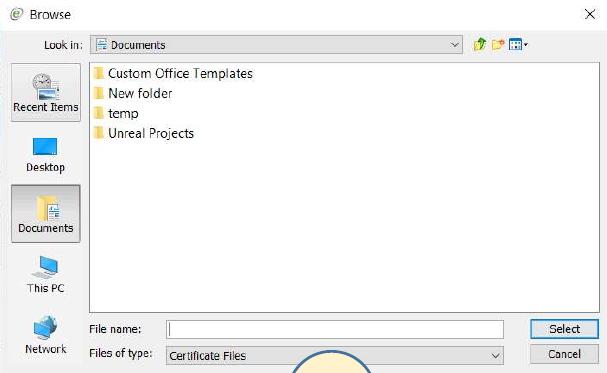 Browse
Look in: Documents
Custom Office Templates
New folder
temp
Unreal Projects
Recent Items
Desktop
Documents
This PC
Network
File name: Select
Files of type: Certificate Files Cancel